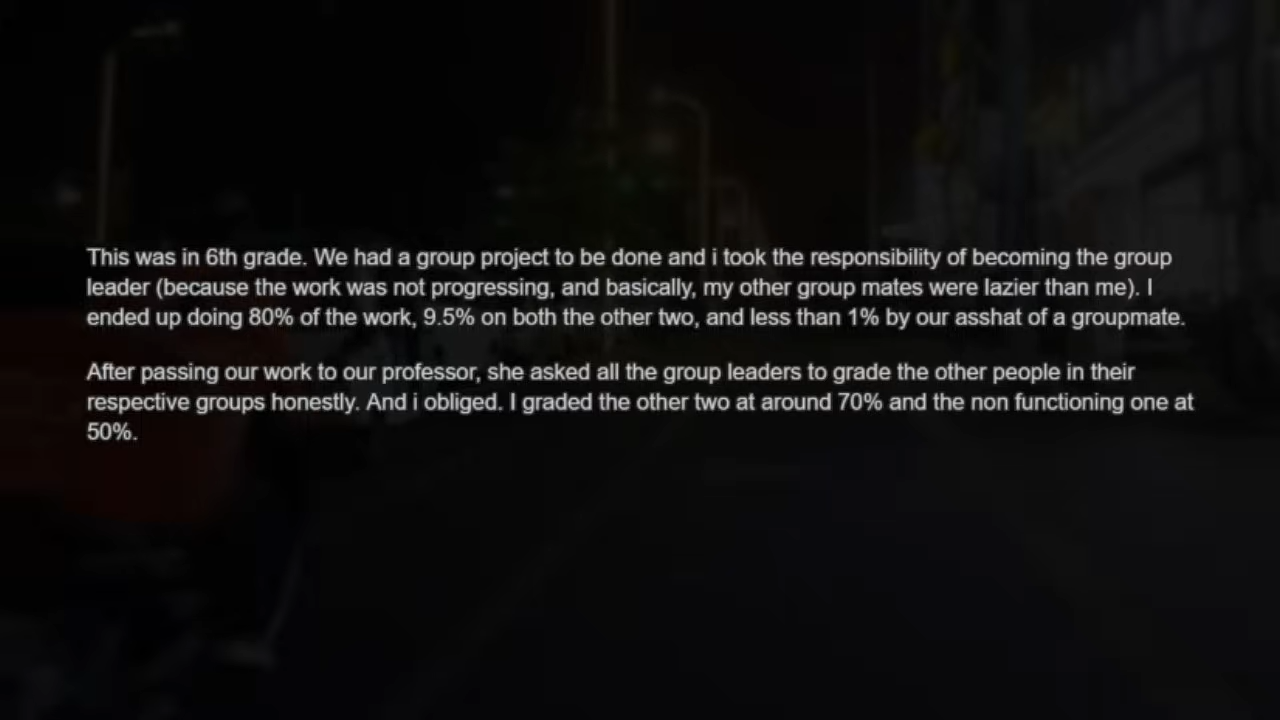 This was in 6th grade. We had a group project to be done and i took the responsibility of becoming the group
leader (because the work was not progressing, and basically, my other group mates were lazier than me). I
ended up doing 80% of the work, 9.5% on both the other two, and less than 1% by our asshat of a groupmate.
After passing our work to our professor, she asked all the group leaders to grade the other people in their
respective groups honestly. And i obliged. I graded the other two at around 70% and the non functioning one at
50%.